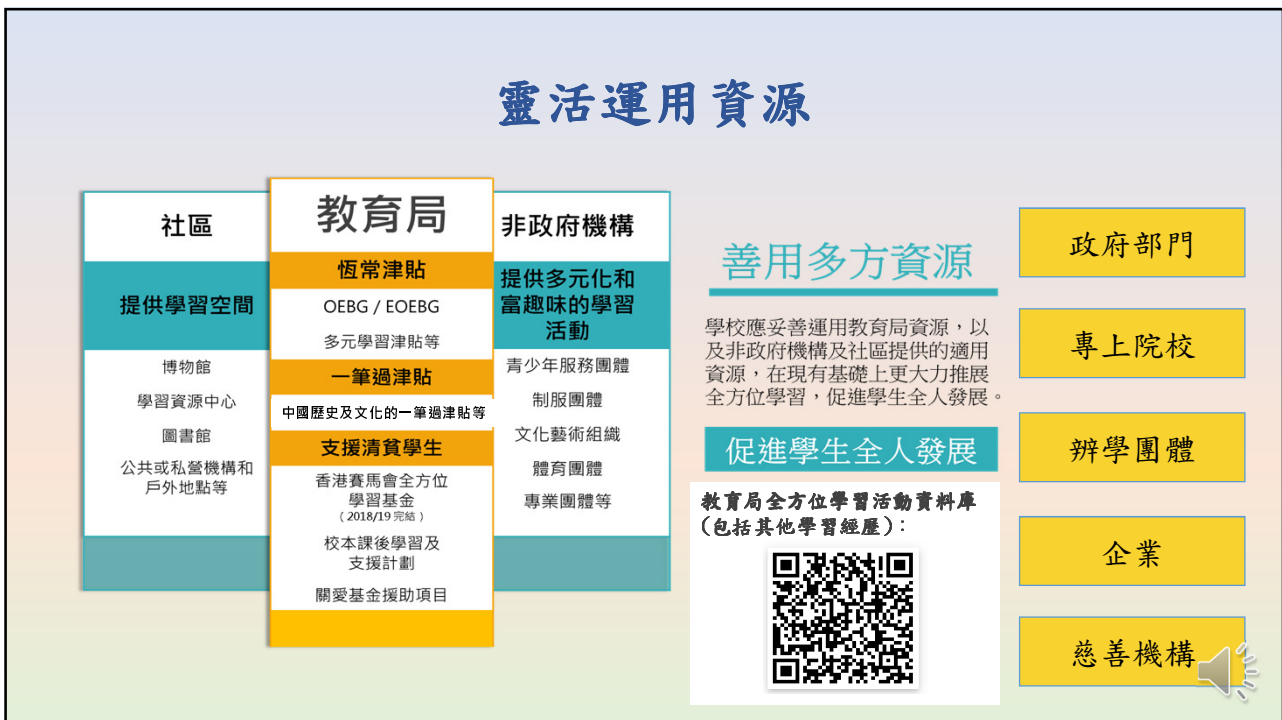 靈活運用資源
社區
提供學習空間
博物館
學習資源中心
圖書館
公共或私營機構和
戶外地點等
教育局
恆常津貼
OEBG / EOEBG
多元學習津貼等
一筆過津貼
中國歷史及文化的一筆過津貼等
支援清貧學生
香港賽馬會全方位
學習基金
( 2018/19 完結 )
校本課後學習及
支援計劃
關愛基金援助項目
非政府機構
提供多元化和
富趣味的學習
活動
青少年服務團體
制服團體
文化藝術組織
體育團體
專業團體等
善用多方資源
學校應妥善運用教育局資源，以
及非政府機構及社區提供的適用
資源，在現有基礎上更大力推展
全方位學習，促進學生全人發展。
促進學生全人發展
教育局全方位學習活動資料庫
(包括其他學習經歷)：
政府部門
專上院校
辨學團體
企業
慈善機構